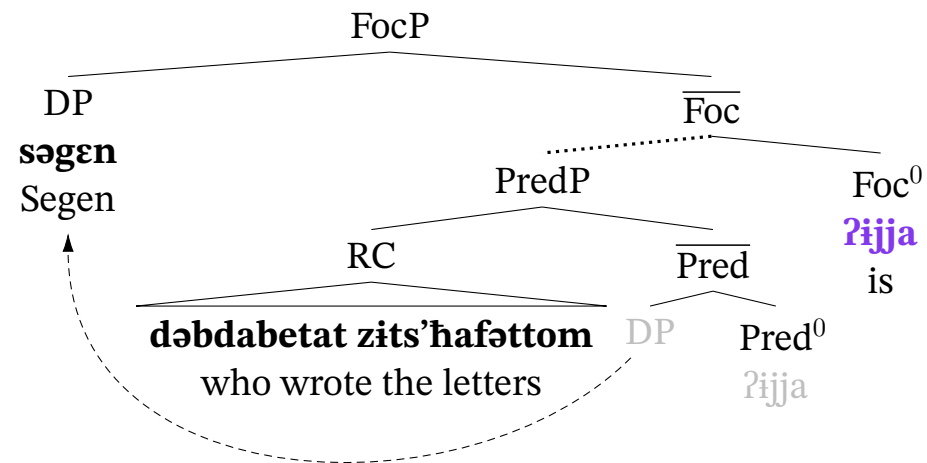 FocP
DP
səgɛn
Segen
Foc
PredP
Foc⁰
ʔɨjja
is
RC
Pred
dəbdabetat zɨts’ħafəttom
who wrote the letters
DP
Pred⁰
ʔɨjja